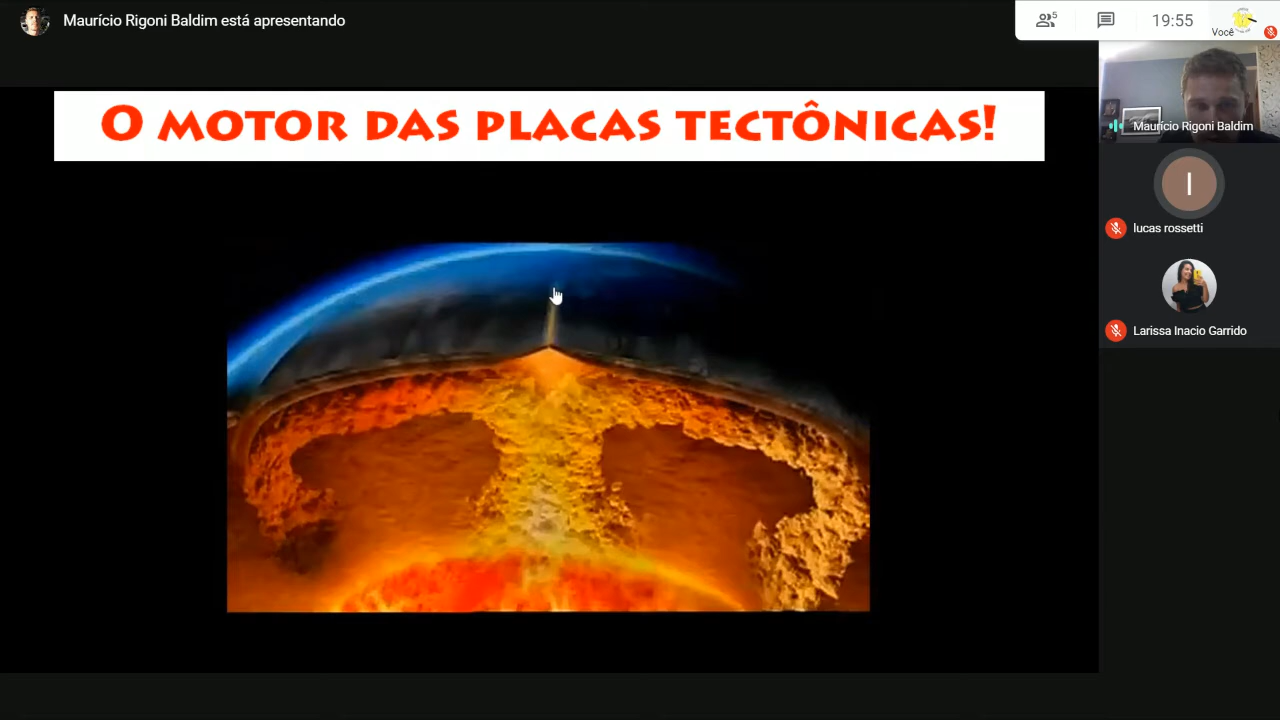 Maurício Rigoni Baldim está apresentando
5
19:55
Você
O MOTOR DAS PLACAS TECTÔNICAS!
Maurício Rigoni Baldim
l
lucas rossetti
Larissa Inacio Garrido